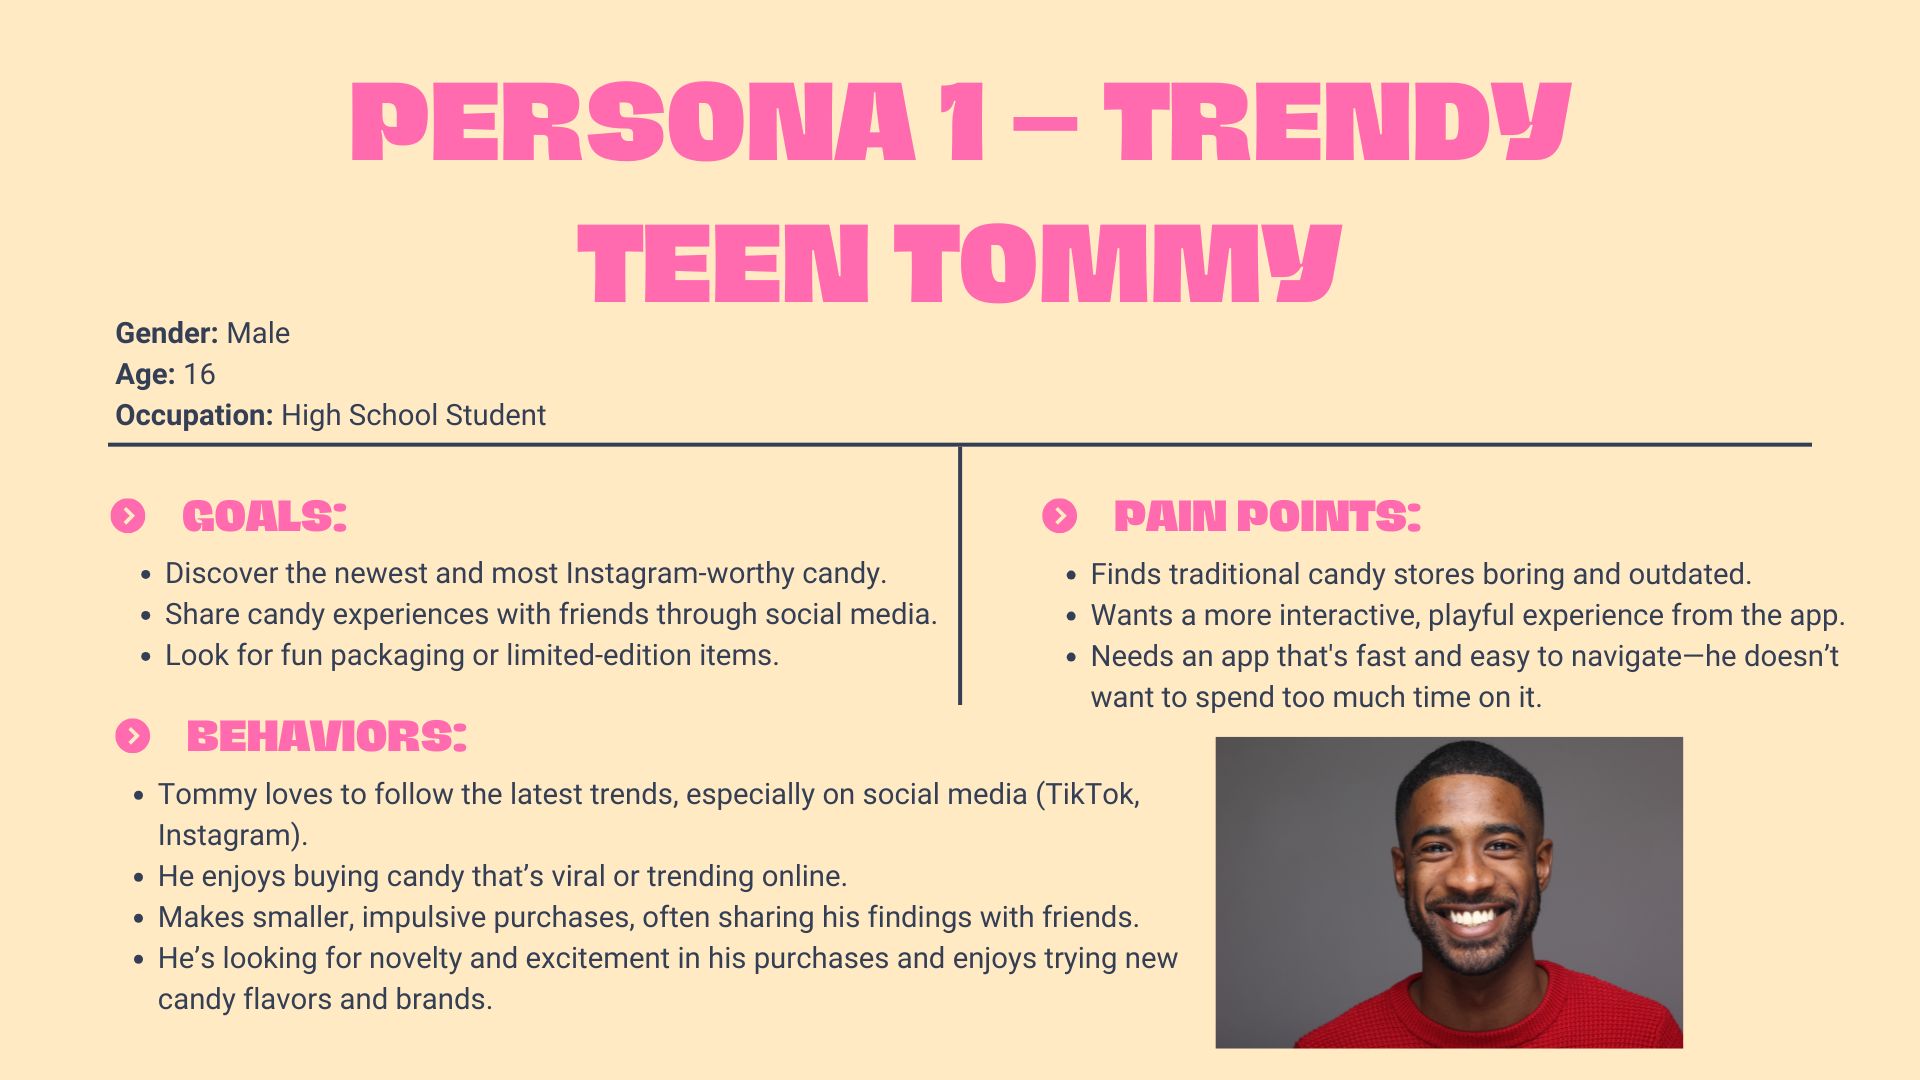 PERSONA 1 – TRENDY
TEEN TOMMY
Gender: Male
Age: 16
Occupation: High School Student
GOALS:
• Discover the newest and most Instagram-worthy candy.
• Share candy experiences with friends through social media.
• Look for fun packaging or limited-edition items.
PAIN POINTS:
• Finds traditional candy stores boring and outdated.
• Wants a more interactive, playful experience from the app.
• Needs an app that's fast and easy to navigate—he doesn’t
want to spend too much time on it.
BEHAVIORS:
• Tommy loves to follow the latest trends, especially on social media (TikTok,
Instagram).
• He enjoys buying candy that’s viral or trending online.
• Makes smaller, impulsive purchases, often sharing his findings with friends.
• He’s looking for novelty and excitement in his purchases and enjoys trying new
candy flavors and brands.